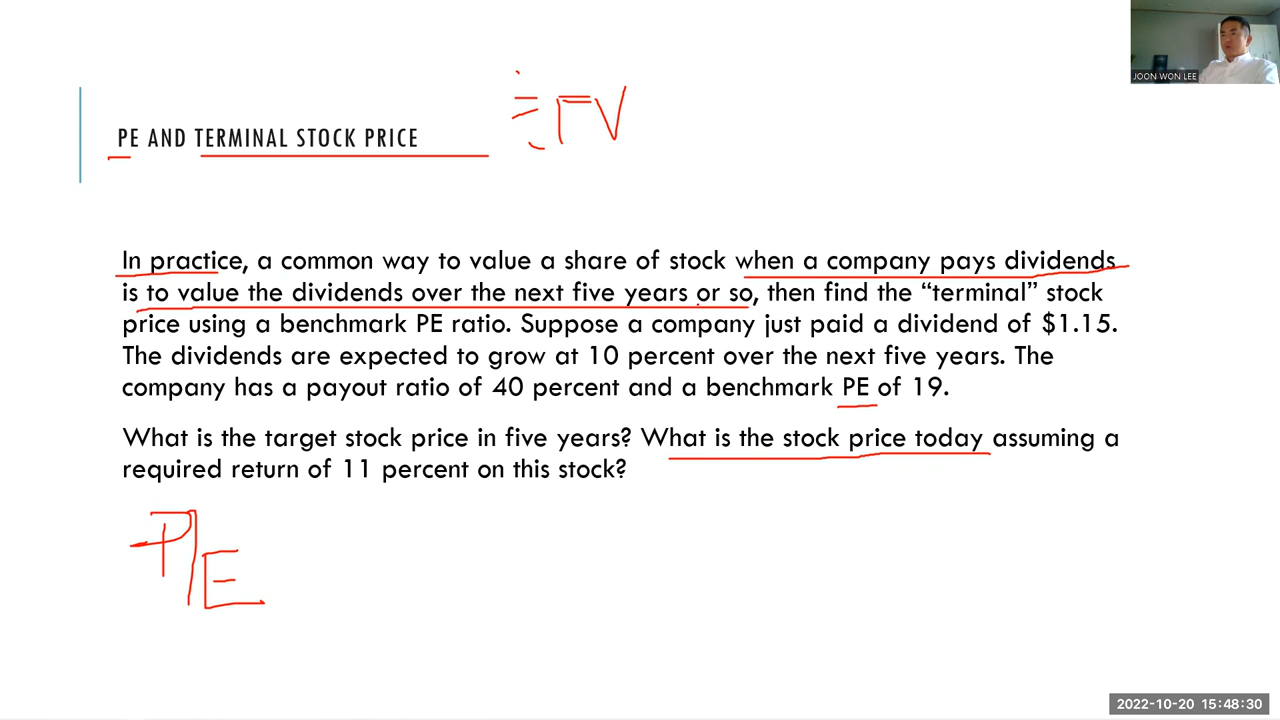 JOON WON LEE
FV
PE AND TERMINAL STOCK PRICE
In practice, a common way to value a share of stock when a company pays dividends
is to value the dividends over the next five years or so, then find the “terminal” stock
price using a benchmark PE ratio. Suppose a company just paid a dividend of $1.15.
The dividends are expected to grow at 10 percent over the next five years. The
company has a payout ratio of 40 percent and a benchmark PE of 19.
What is the target stock price in five years? What is the stock price today assuming a
required return of 11 percent on this stock?
P/E
2022-10-20 15:48:30